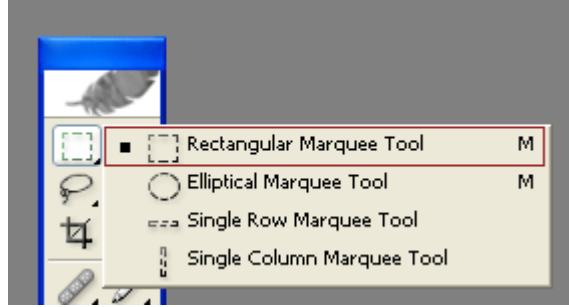 Rectangular Marquee Tool M
Elliptical Marquee Tool M
Single Row Marquee Tool
Single Column Marquee Tool